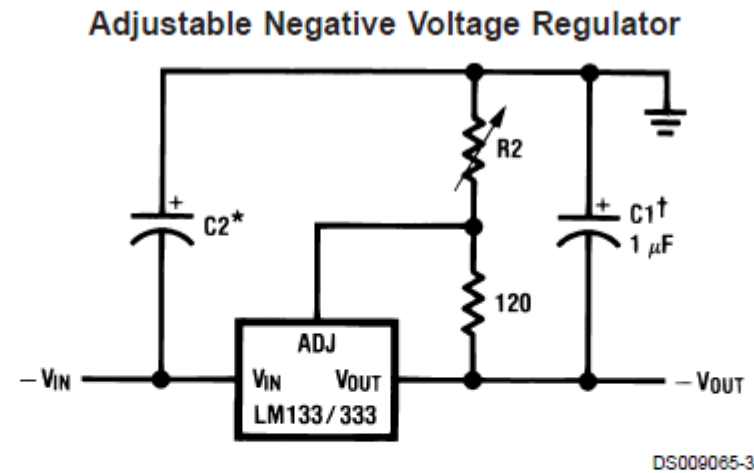 Adjustable Negative Voltage Regulator
R2
+
C2*
+
C1†
1 μF
120
ADJ
–VIN
VIN
VOUT
–VOUT
LM133/333
DS009065-3